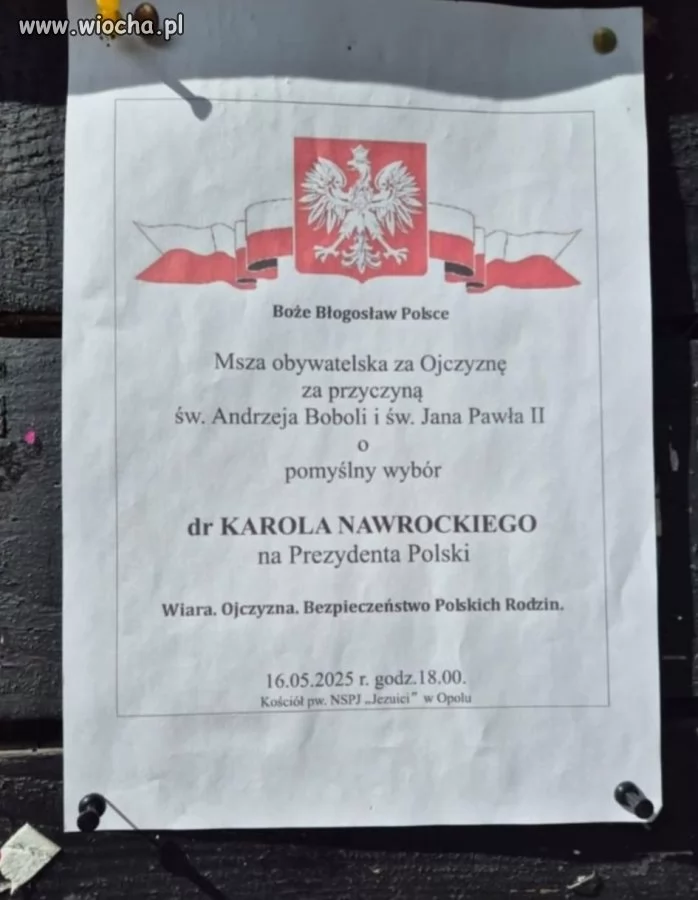 www.wiocha.pl
Boże Błogosław Polsce
Msza obywatelska za Ojczyznę
za przyczyną
św. Andrzeja Boboli i św. Jana Pawła II
o
pomyślny wybór
dr KAROLA NAWROCKIEGO
na Prezydenta Polski
Wiara. Ojczyzna. Bezpieczeństwo Polskich Rodzin.
16.05.2025 r. godz.18.00.
Kościół pw. NSPJ „Jezuici” w Opolu